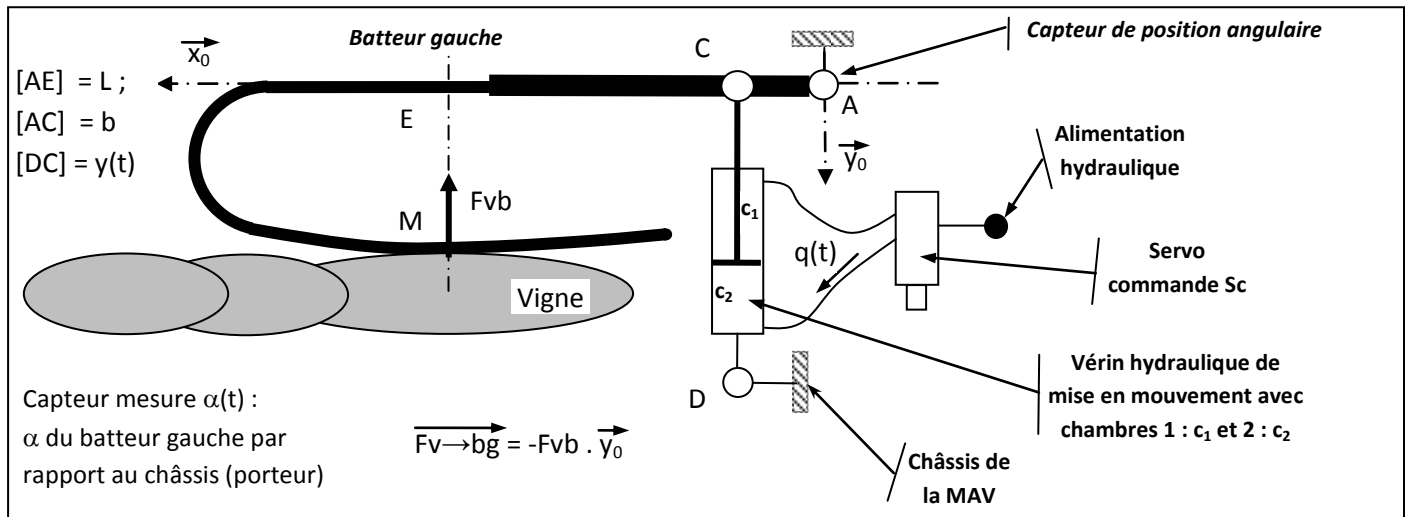 Batteur gauche
x₀
[AE] = L ;
[AC] = b
[DC] = y(t)
E
C
A
Capteur de position angulaire
y₀
Alimentation
hydraulique
M
Fvb
c₁
c₂
q(t)
Servo
commande Sc
Vigne
D
Vérin hydraulique de
mise en mouvement avec
chambres 1 : c₁ et 2 : c₂
Capteur mesure α(t) :
α du batteur gauche par
rapport au châssis (porteur)
Fv→bg = -Fvb . y₀
Châssis de
la MAV